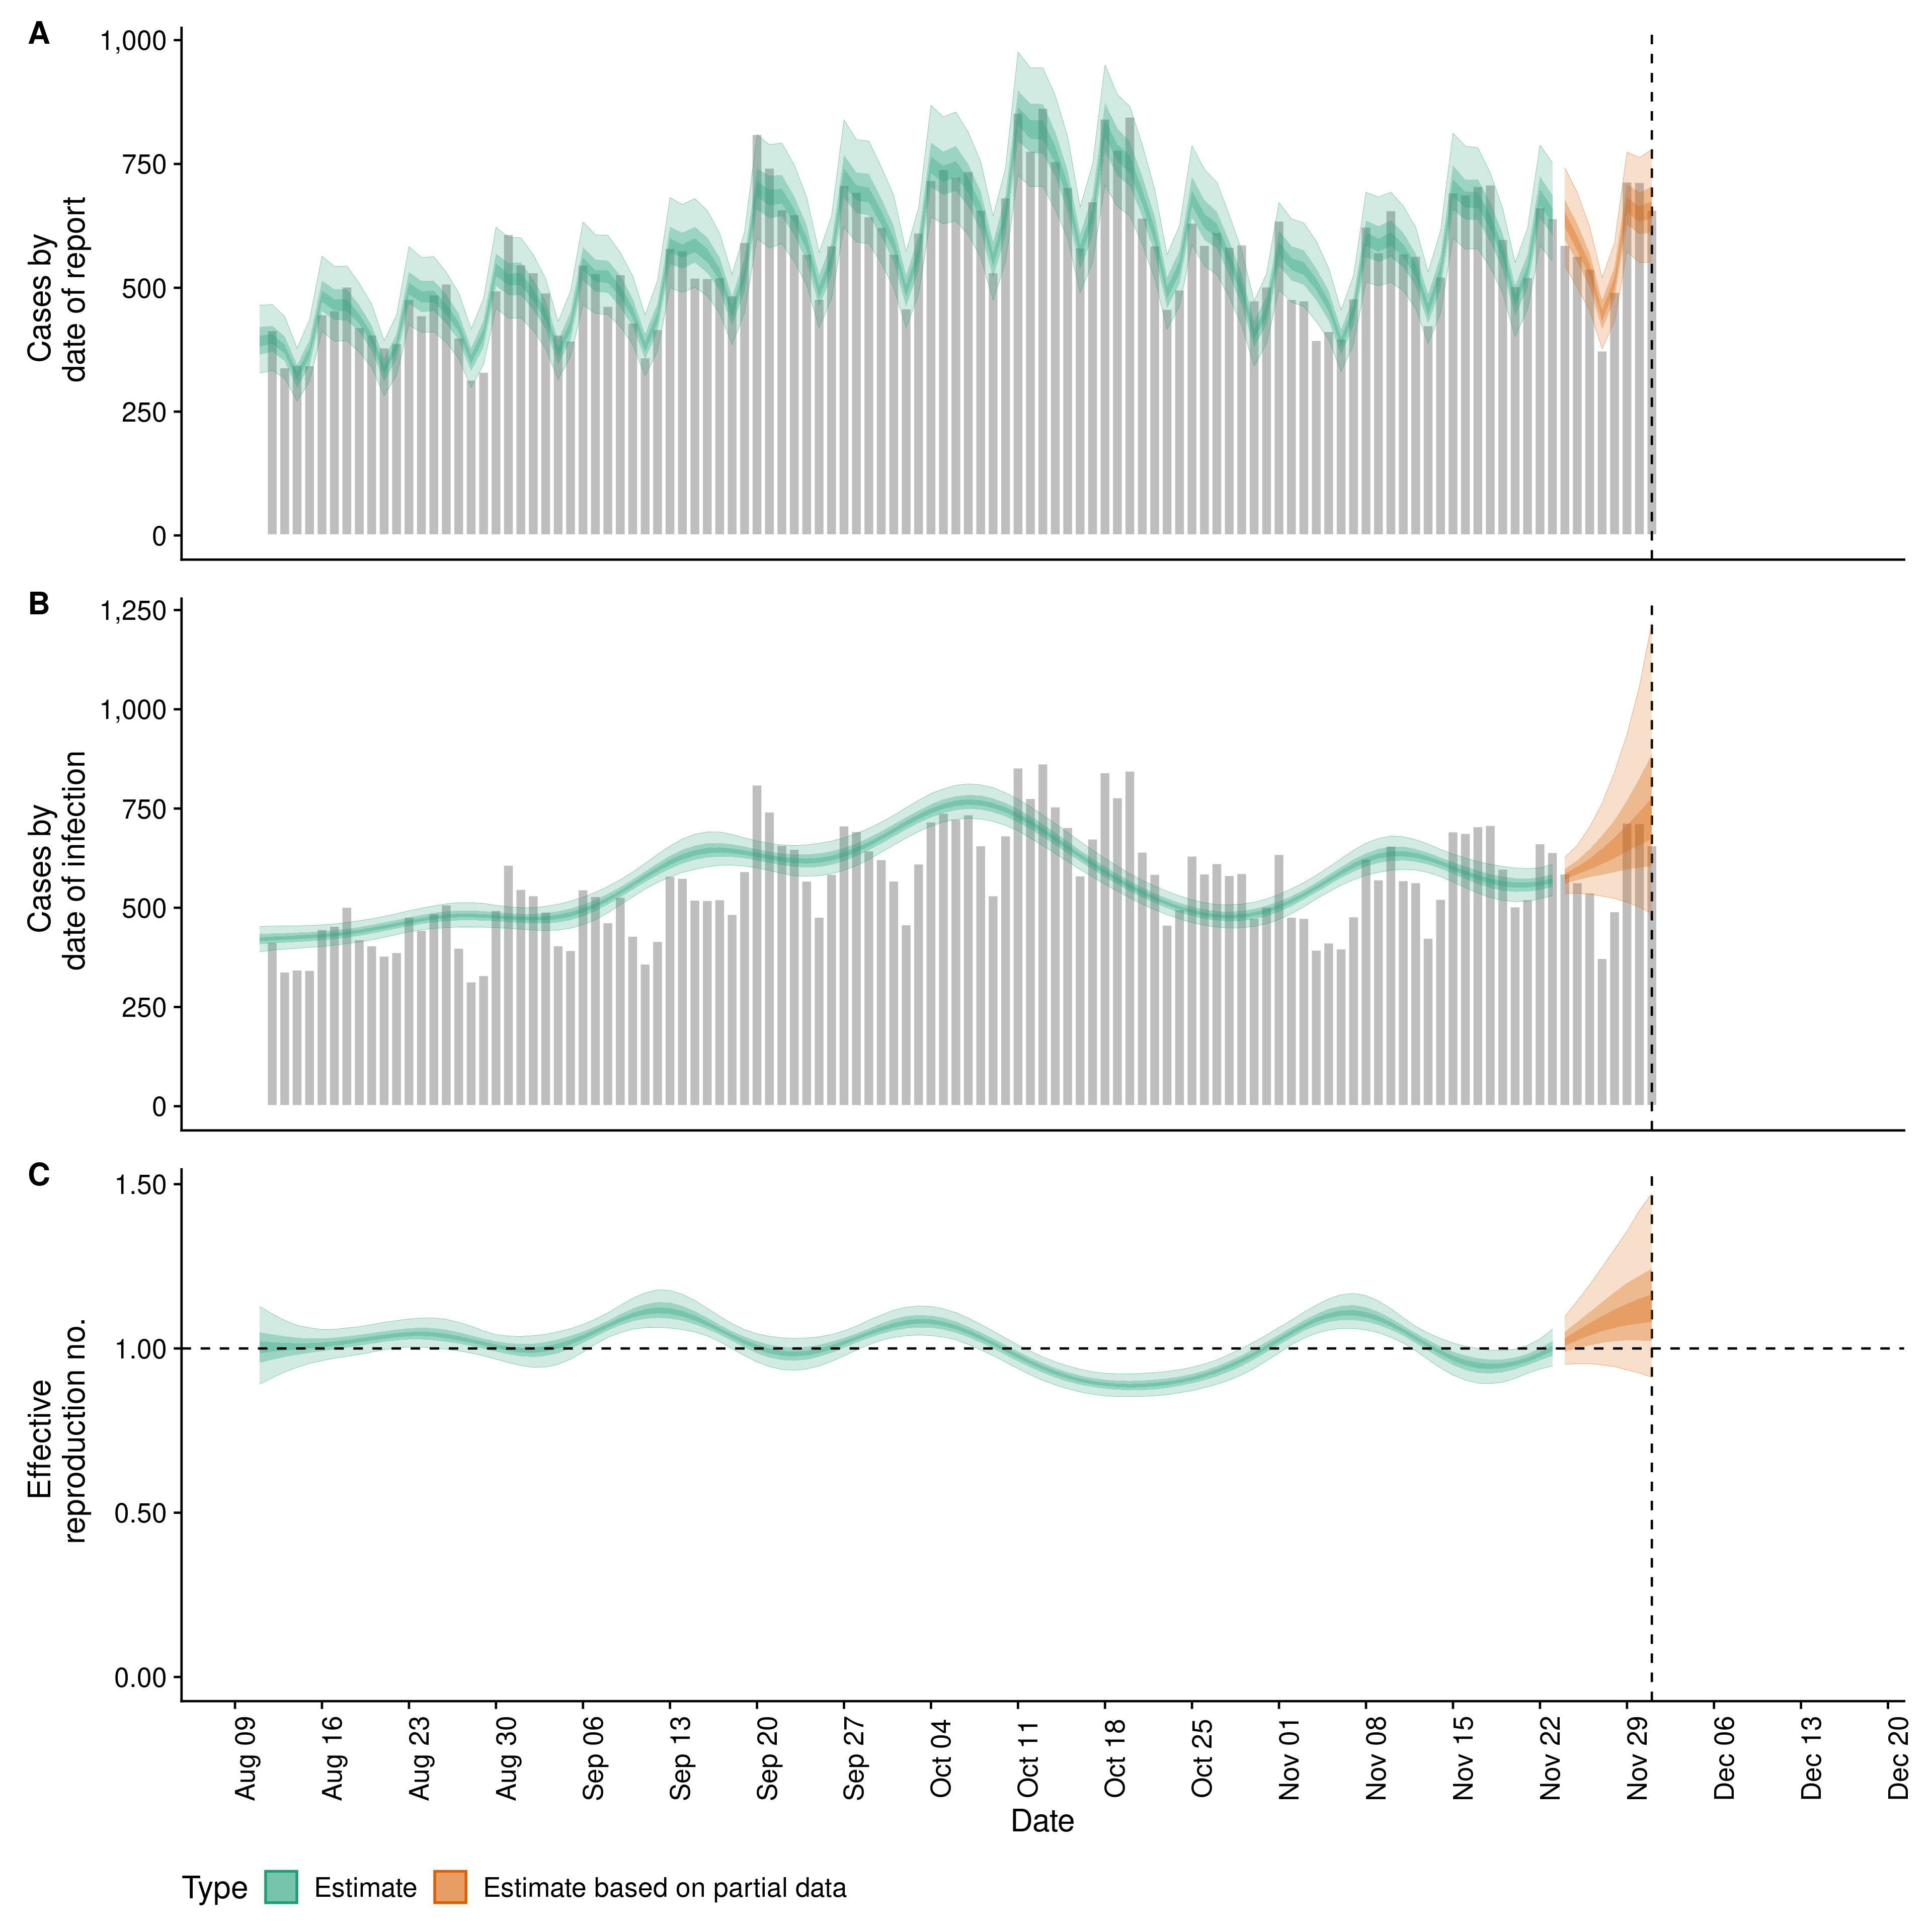 A
Cases by
date of report
1,000
750
500
250
0
B
Cases by
date of infection
1,250
1,000
750
500
250
0
C
Effective
reproduction no.
1.50
1.00
0.50
0.00
Aug 09
Aug 16
Aug 23
Aug 30
Sep 06
Sep 13
Sep 20
Sep 27
Oct 04
Oct 11
Oct 18
Oct 25
Nov 01
Nov 08
Nov 15
Nov 22
Nov 29
Dec 06
Dec 13
Dec 20
Date
Type
Estimate
Estimate based on partial data